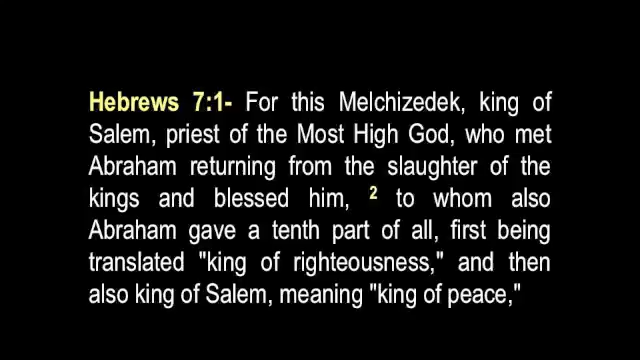 Hebrews 7:1- For this Melchizedek, king of
Salem, priest of the Most High God, who met
Abraham returning from the slaughter of the
kings and blessed him, 2 to whom also
Abraham gave a tenth part of all, first being
translated "king of righteousness," and then
also king of Salem, meaning "king of peace,"